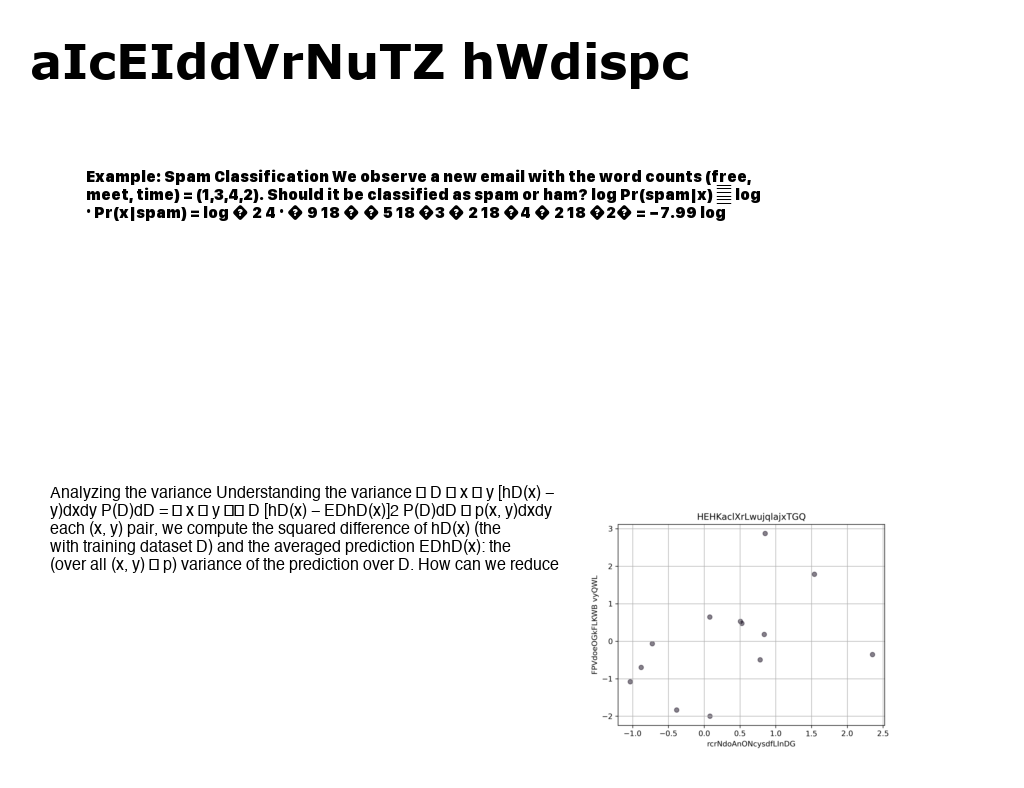 aIcEIddVrNuTZ hWdispc
Example: Spam Classification We observe a new email with the word counts (free,
meet, time) = (1,3,4,2). Should it be classified as spam or ham? log Pr(spam|x) log
· Pr(x|spam) = log � 2 4 · � 9 18 � � 5 18 �3 � 2 18 �4 � 2 18 �2� = −7.99 log
Analyzing the variance Understanding the variance □ D □ x □ y [hD(x) −
y)dxdy P(D)dD = □ x □ y □□ D [hD(x) − EDhD(x)]2 P(D)dD □ p(x, y)dxdy
each (x, y) pair, we compute the squared difference of hD(x) (the
with training dataset D) and the averaged prediction EDhD(x): the
(over all (x, y) □ p) variance of the prediction over D. How can we reduce
HEHKaclXrLwujqlajxTGQ
3
2
1
0
−1
−2
FPVdoeOGkFLKWB vyQWL
−1.0 −0.5 0.0 0.5 1.0 1.5 2.0 2.5
rcrNdoAnONcysdfLlnDG